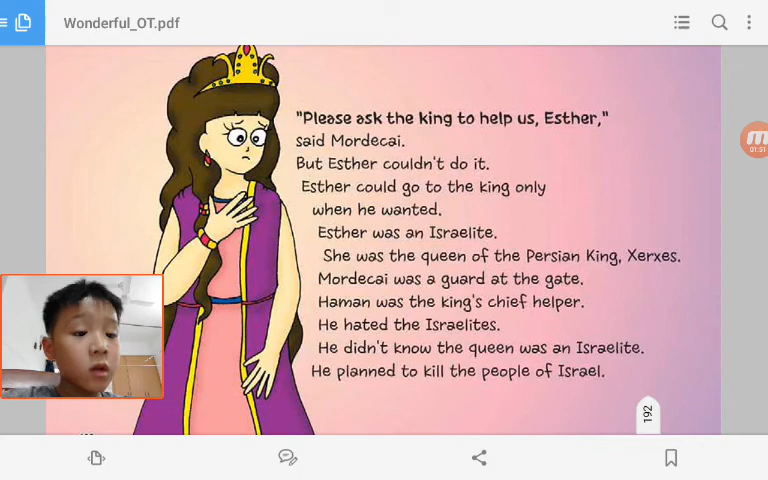 Wonderful_OT.pdf
"Please ask the king to help us, Esther,"
said Mordecai.
But Esther couldn't do it.
Esther could go to the king only
when he wanted.
Esther was an Israelite.
She was the queen of the Persian King, Xerxes.
Mordecai was a guard at the gate.
Haman was the king's chief helper.
He hated the Israelites.
He didn't know the queen was an Israelite.
He planned to kill the people of Israel.
01:51
192